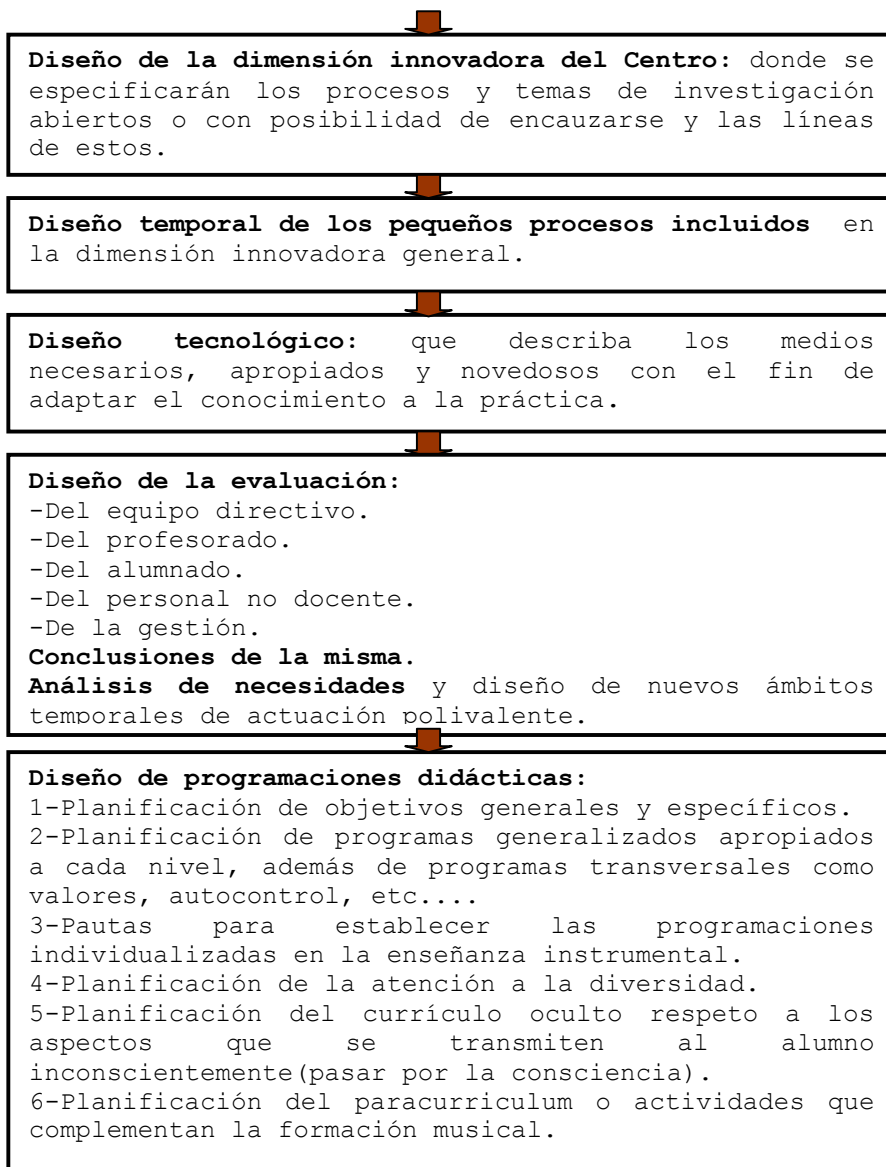 Diseño de la dimensión innovadora del Centro: donde se
especificarán los procesos y temas de investigación
abiertos o con posibilidad de encauzarse y las líneas
de estos.
Diseño temporal de los pequeños procesos incluidos en
la dimensión innovadora general.
Diseño tecnológico: que describa los medios
necesarios, apropiados y novedosos con el fin de
adaptar el conocimiento a la práctica.
Diseño de la evaluación:
-Del equipo directivo.
-Del profesorado.
-Del alumnado.
-Del personal no docente.
-De la gestión.
Conclusiones de la misma.
Análisis de necesidades y diseño de nuevos ámbitos
temporales de actuación polivalente.
Diseño de programaciones didácticas:
1-Planificación de objetivos generales y específicos.
2-Planificación de programas generalizados apropiados
a cada nivel, además de programas transversales como
valores, autocontrol, etc....
3-Pautas para establecer las programaciones
individualizadas en la enseñanza instrumental.
4-Planificación de la atención a la diversidad.
5-Planificación del currículo oculto respeto a los
aspectos que se transmiten al alumno
inconscientemente(pasar por la consciencia).
6-Planificación del paracurriculum o actividades que
complementan la formación musical.